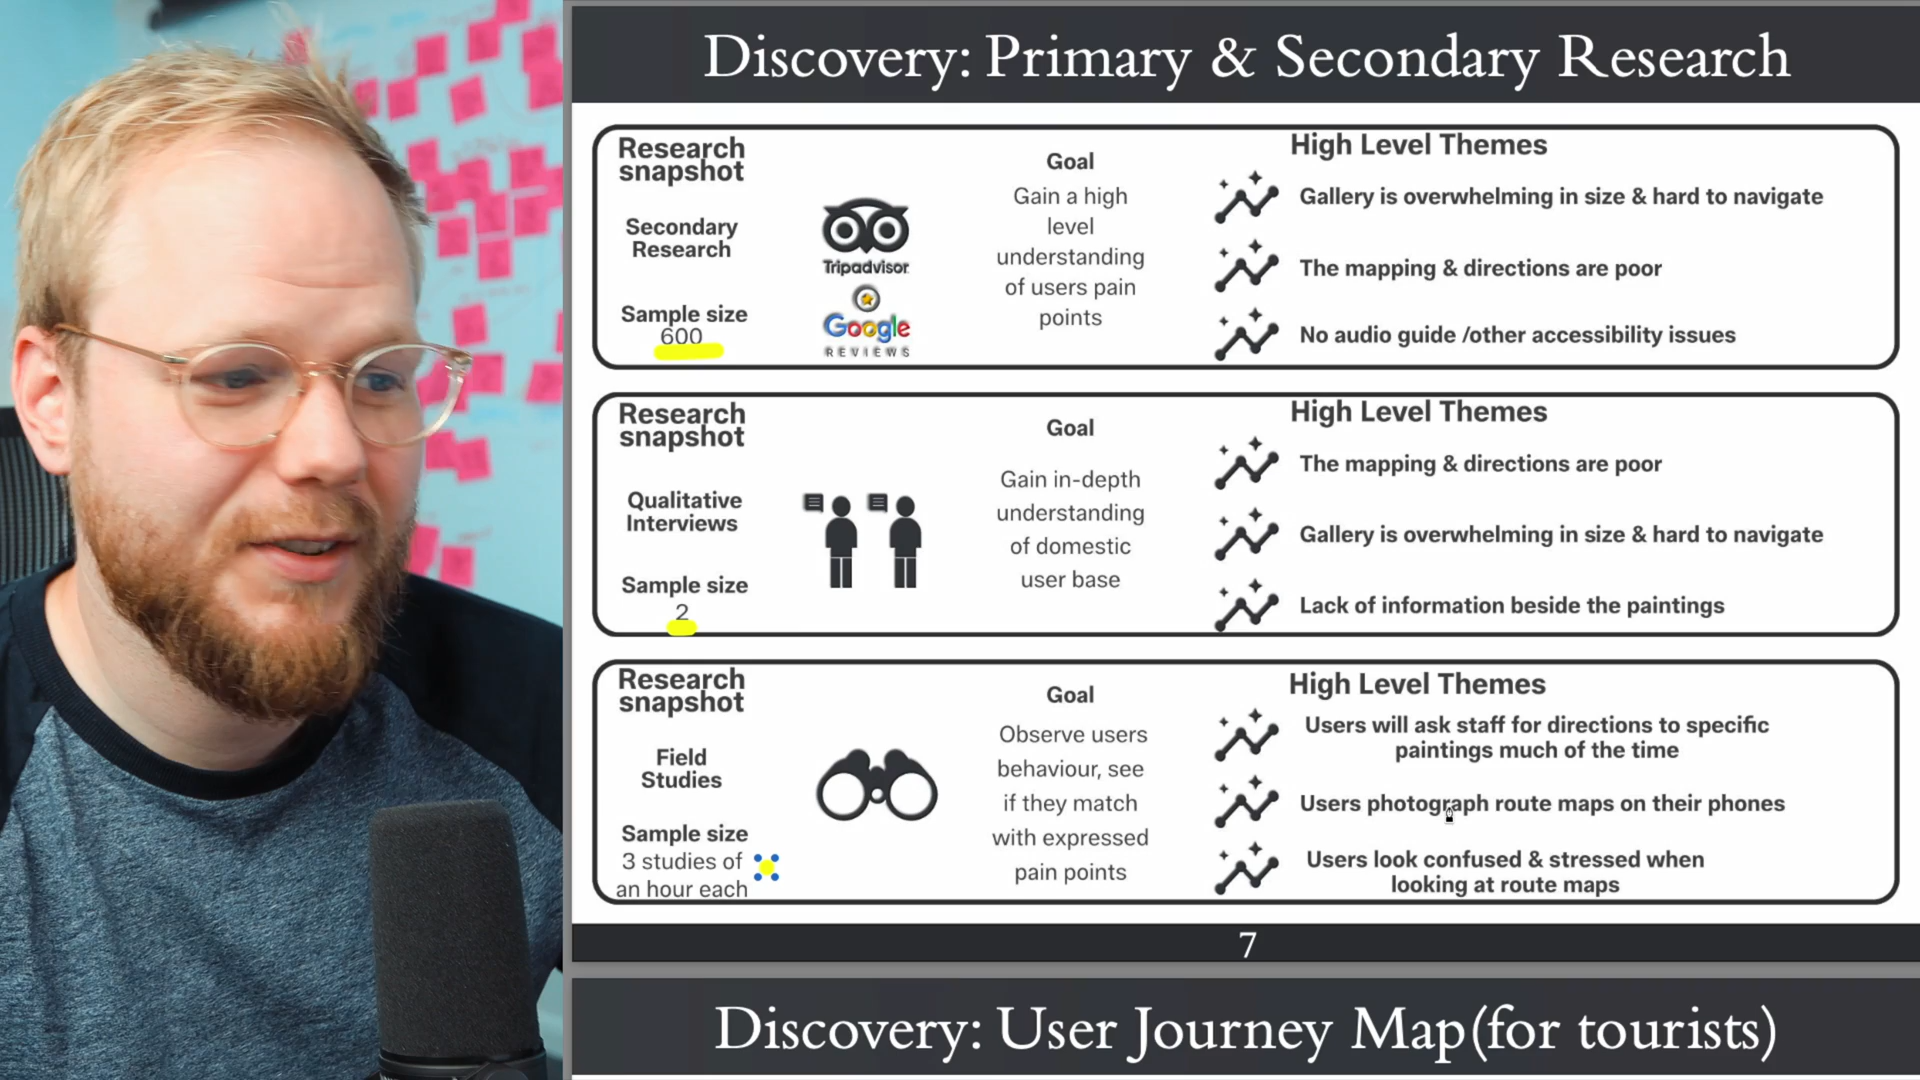 Discovery: Primary & Secondary Research
Research
snapshot
Secondary
Research
Sample size
600
Tripadvisor
Google
REVIEWS
Goal
Gain a high
level
understanding
of users pain
points
High Level Themes
Gallery is overwhelming in size & hard to navigate
The mapping & directions are poor
No audio guide /other accessibility issues
Research
snapshot
Qualitative
Interviews
Sample size
2
Goal
Gain in-depth
understanding
of domestic
user base
High Level Themes
The mapping & directions are poor
Gallery is overwhelming in size & hard to navigate
Lack of information beside the paintings
Research
snapshot
Field
Studies
Sample size
3 studies of
an hour each
Goal
Observe users
behaviour, see
if they match
with expressed
pain points
High Level Themes
Users will ask staff for directions to specific
paintings much of the time
Users photograph route maps on their phones
Users look confused & stressed when
looking at route maps
7
Discovery: User Journey Map(for tourists)